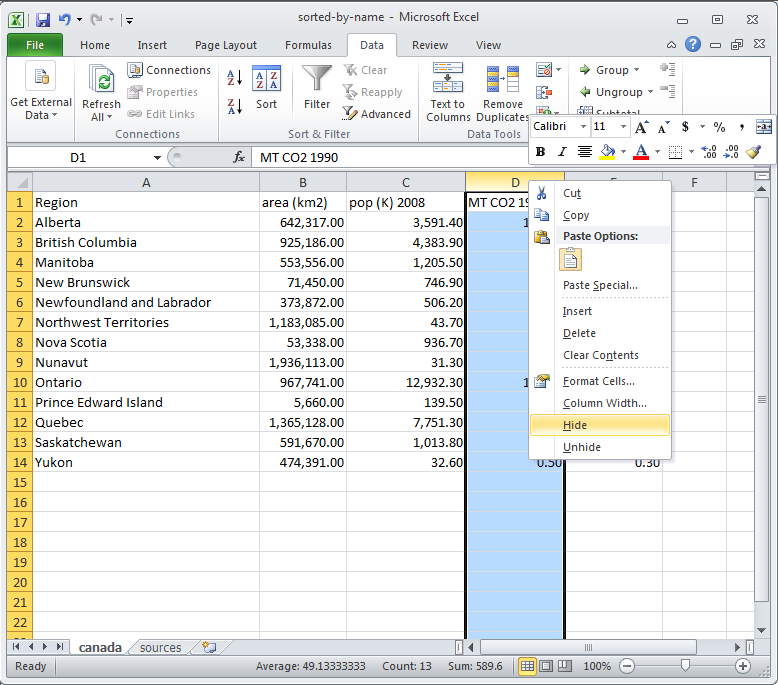 sorted-by-name - Microsoft Excel
File Home Insert Page Layout Formulas Data Review View
Get External Data
Refresh All
Connections
Properties
Edit Links
Connections
Sort
Filter
Clear
Reapply
Advanced
Sort & Filter
Text to Columns
Remove Duplicates
Data Tools
Group
Ungroup
Subtotal
Calibri 11 A A $ % ,
B I A
D1 fx MT CO2 1990
A B C D F
1 Region area (km2) pop (K) 2008 MT CO2 19
2 Alberta 642,317.00 3,591.40 1
3 British Columbia 925,186.00 4,383.90
4 Manitoba 553,556.00 1,205.50
5 New Brunswick 71,450.00 746.90
6 Newfoundland and Labrador 373,872.00 506.20
7 Northwest Territories 1,183,085.00 43.70
8 Nova Scotia 53,338.00 936.70
9 Nunavut 1,936,113.00 31.30
10 Ontario 967,741.00 12,932.30 1
11 Prince Edward Island 5,660.00 139.50
12 Quebec 1,365,128.00 7,751.30
13 Saskatchewan 591,670.00 1,013.80
14 Yukon 474,391.00 32.60 0.50 0.30
15
16
17
18
19
20
21
22
Cut
Copy
Paste Options:
Paste Special...
Insert
Delete
Clear Contents
Format Cells...
Column Width...
Hide
Unhide
canada sources
Ready Average: 49.13333333 Count: 13 Sum: 589.6 100%